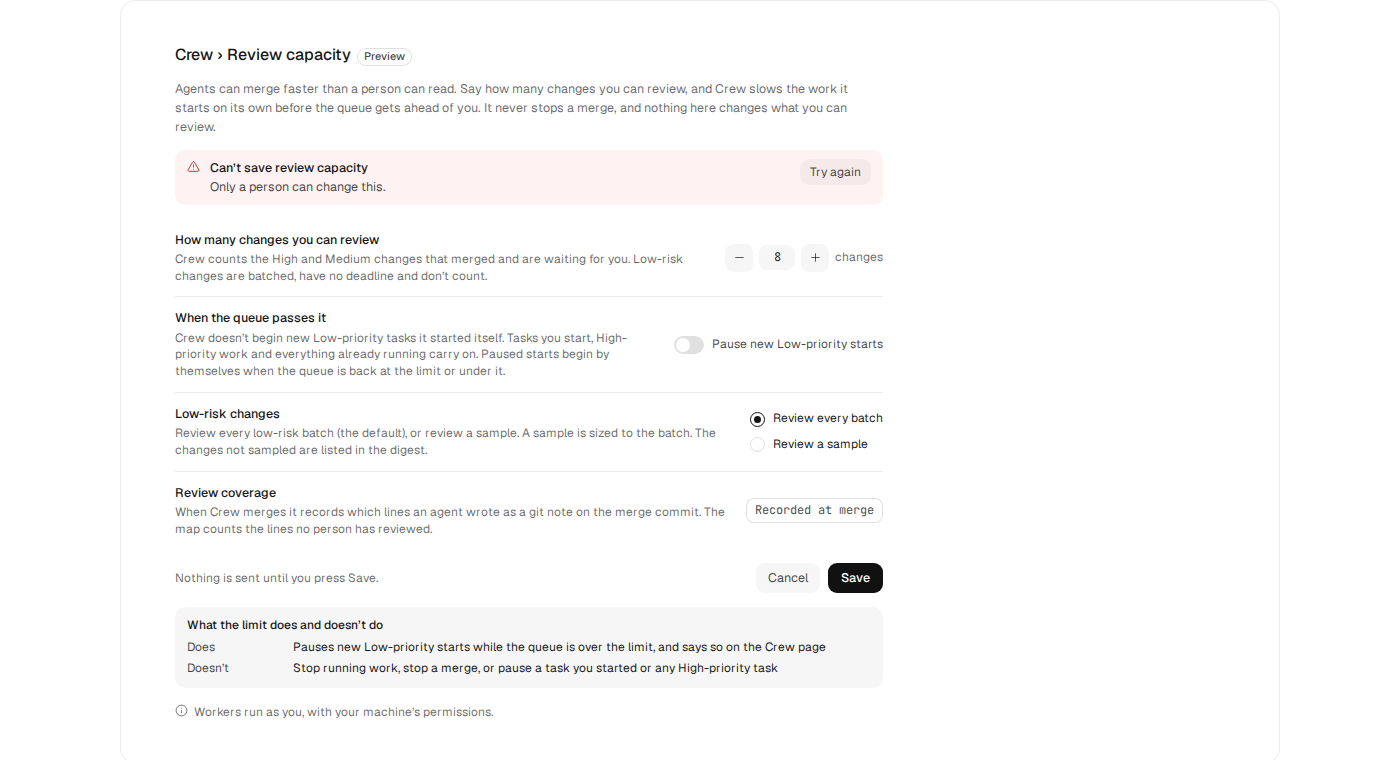 Crew › Review capacity Preview
Agents can merge faster than a person can read. Say how many changes you can review, and Crew slows the work it
starts on its own before the queue gets ahead of you. It never stops a merge, and nothing here changes what you can
review.
Can't save review capacity
Only a person can change this.
Try again
How many changes you can review
Crew counts the High and Medium changes that merged and are waiting for you. Low-risk
changes are batched, have no deadline and don't count.
− 8 + changes
When the queue passes it
Crew doesn't begin new Low-priority tasks it started itself. Tasks you start, High-
priority work and everything already running carry on. Paused starts begin by
themselves when the queue is back at the limit or under it.
Pause new Low-priority starts
Low-risk changes
Review every low-risk batch (the default), or review a sample. A sample is sized to the batch. The
changes not sampled are listed in the digest.
Review every batch
Review a sample
Review coverage
When Crew merges it records which lines an agent wrote as a git note on the merge commit. The
map counts the lines no person has reviewed.
Recorded at merge
Nothing is sent until you press Save.
Cancel Save
What the limit does and doesn't do
Does Pauses new Low-priority starts while the queue is over the limit, and says so on the Crew page
Doesn't Stop running work, stop a merge, or pause a task you started or any High-priority task
Workers run as you, with your machine's permissions.